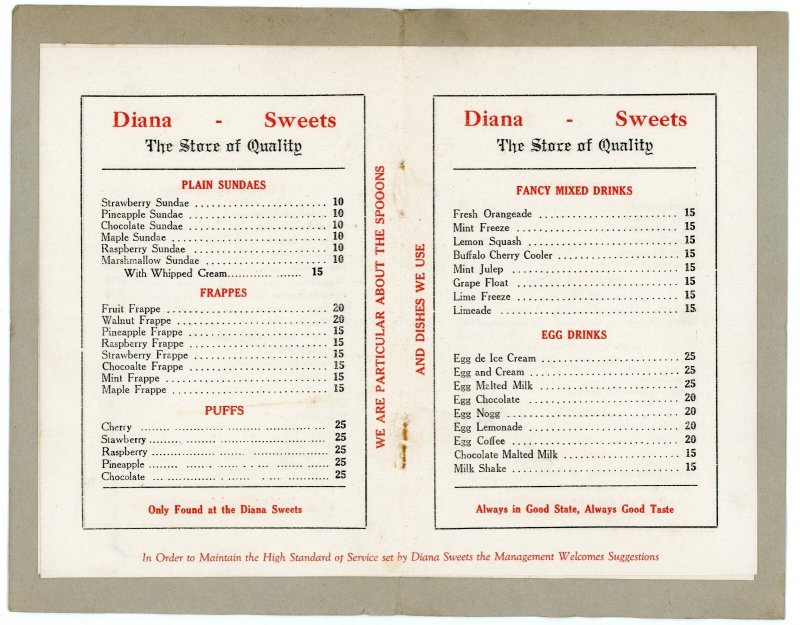 Diana - Sweets
The Store of Quality
PLAIN SUNDAES
Strawberry Sundae 10
Pineapple Sundae 10
Chocolate Sundae 10
Maple Sundae 10
Raspberry Sundae 10
Marshmallow Sundae 10
With Whipped Cream 15
FRAPPES
Fruit Frappe 20
Walnut Frappe 20
Pineapple Frappe 15
Raspberry Frappe 15
Strawberry Frappe 15
Chocoalte Frappe 15
Mint Frappe 15
Maple Frappe 15
PUFFS
Cherry 25
Stawberry 25
Raspberry 25
Pineapple 25
Chocolate 25
Only Found at the Diana Sweets
WE ARE PARTICULAR ABOUT THE SPOOONS
AND DISHES WE USE
Diana - Sweets
The Store of Quality
FANCY MIXED DRINKS
Fresh Orangeade 15
Mint Freeze 15
Lemon Squash 15
Buffalo Cherry Cooler 15
Mint Julep 15
Grape Float 15
Lime Freeze 15
Limeade 15
EGG DRINKS
Egg de Ice Cream 25
Egg and Cream 25
Egg Malted Milk 25
Egg Chocolate 20
Egg Nogg 20
Egg Lemonade 20
Egg Coffee 20
Chocolate Malted Milk 15
Milk Shake 15
Always in Good State, Always Good Taste
In Order to Maintain the High Standard of Service set by Diana Sweets the Management Welcomes Suggestions